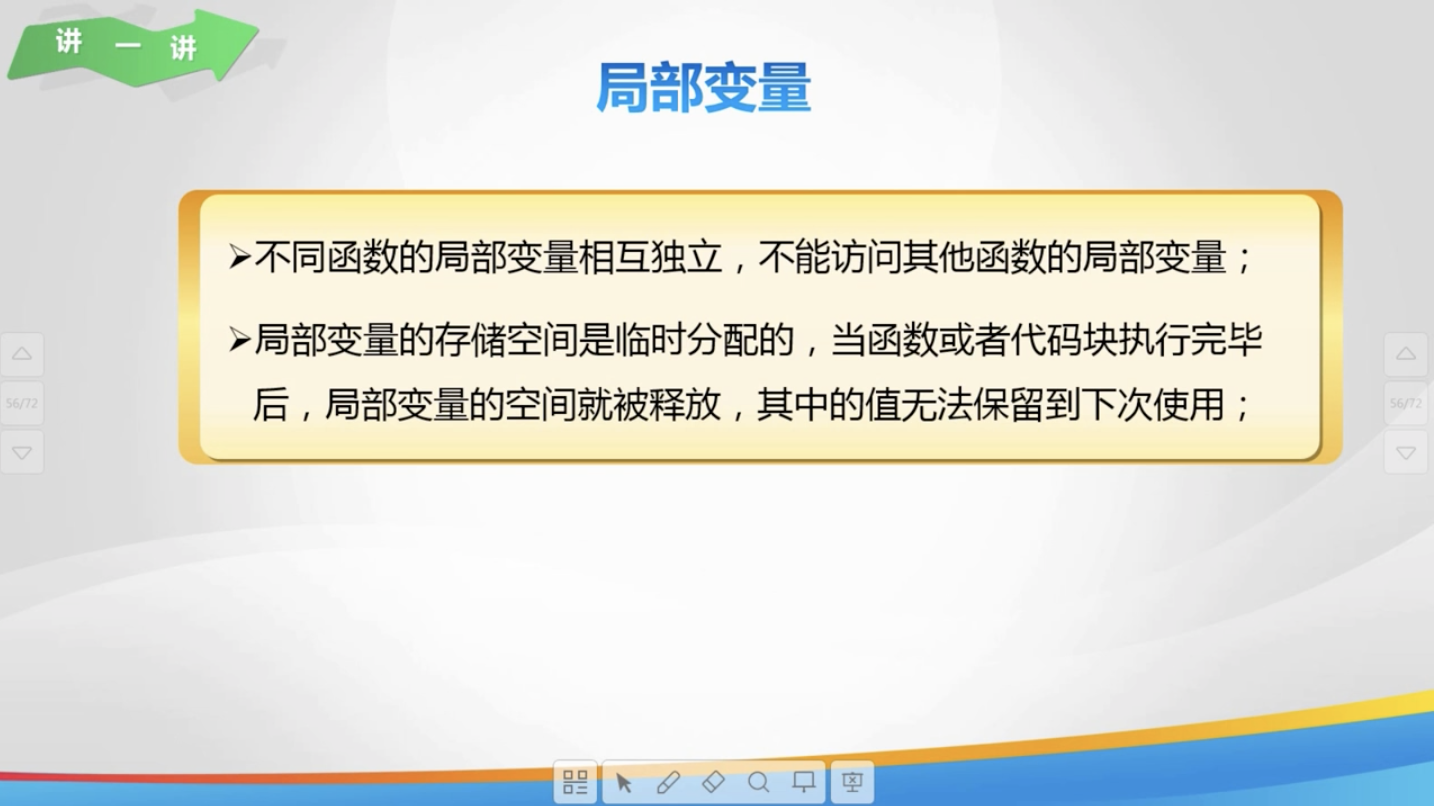 讲一讲
局部变量
➢不同函数的局部变量相互独立，不能访问其他函数的局部变量；
➢局部变量的存储空间是临时分配的，当函数或者代码块执行完毕
后，局部变量的空间就被释放，其中的值无法保留到下次使用；
56/72
56/72